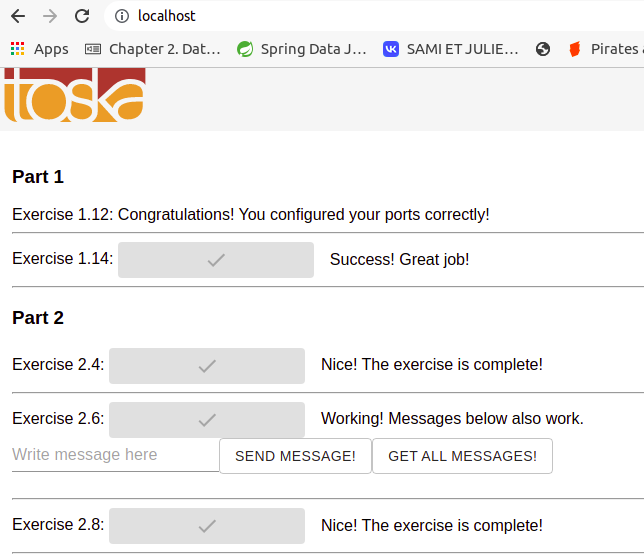 localhost
Apps Chapter 2. Dat... Spring Data J... SAMI ET JULIE... Pirates
toska
Part 1
Exercise 1.12: Congratulations! You configured your ports correctly!
Exercise 1.14: Success! Great job!
Part 2
Exercise 2.4: Nice! The exercise is complete!
Exercise 2.6: Working! Messages below also work.
Write message here SEND MESSAGE! GET ALL MESSAGES!
Exercise 2.8: Nice! The exercise is complete!